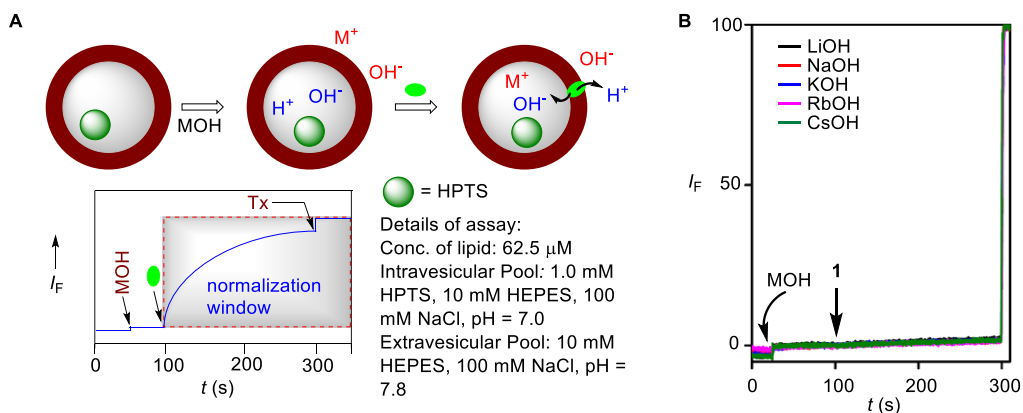 A
M+
OH-
H+
OH-
MOH
M+
OH-
OH-
H+
= HPTS
Tx
MOH
IF
normalization
window
0
100
200
300
t (s)
Details of assay:
Conc. of lipid: 62.5 μM
Intravesicular Pool: 1.0 mM
HPTS, 10 mM HEPES, 100
mM NaCl, pH = 7.0
Extravesicular Pool: 10 mM
HEPES, 100 mM NaCl, pH =
7.8
B
LiOH
NaOH
KOH
RbOH
CsOH
100
50
0
IF
MOH
1
0
100
200
300
t (s)